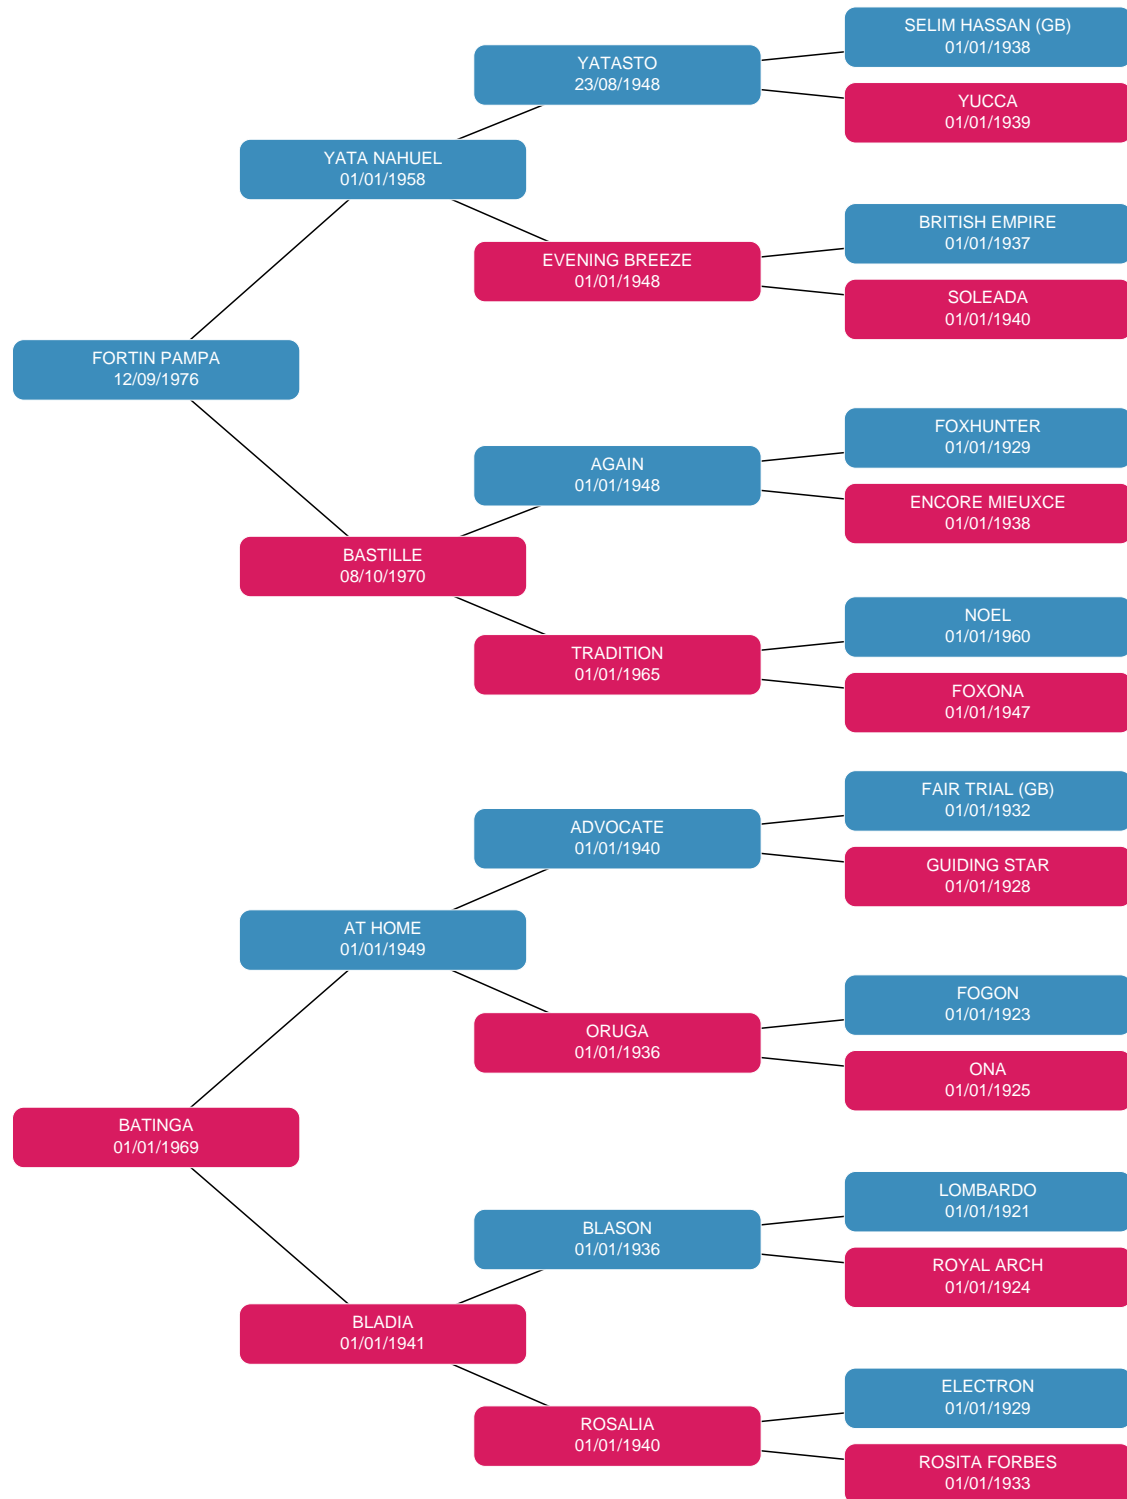 SELIM HASSAN (GB)
01/01/1938
YATASTO
23/08/1948
YUCCA
01/01/1939
YATA NAHUEL
01/01/1958
BRITISH EMPIRE
01/01/1937
EVENING BREEZE
01/01/1948
SOLEADA
01/01/1940
FORTIN PAMPA
12/09/1976
FOXHUNTER
01/01/1929
AGAIN
01/01/1948
ENCORE MIEUXCE
01/01/1938
BASTILLE
08/10/1970
NOEL
01/01/1960
TRADITION
01/01/1965
FOXONA
01/01/1947
FAIR TRIAL (GB)
01/01/1932
ADVOCATE
01/01/1940
GUIDING STAR
01/01/1928
AT HOME
01/01/1949
FOGON
01/01/1923
ORUGA
01/01/1936
ONA
01/01/1925
BATINGA
01/01/1969
LOMBARDO
01/01/1921
BLASON
01/01/1936
ROYAL ARCH
01/01/1924
BLADIA
01/01/1941
ELECTRON
01/01/1929
ROSALIA
01/01/1940
ROSITA FORBES
01/01/1933